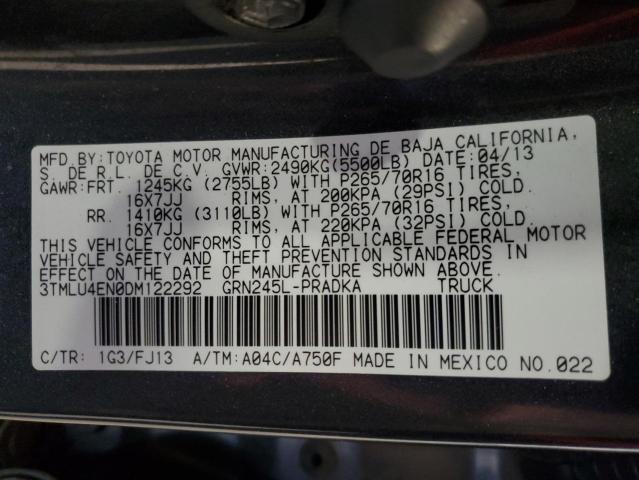 MFD.BY:TOYOTA MOTOR MANUFACTURING DE BAJA CALIFORNIA,
S. DE R.L. DE C.V. GVWR:2490KG(5500LB) DATE:04/13
GAWR:FRT. 1245KG (2755LB) WITH P265/70R16 TIRES,
16X7JJ RIMS, AT 200KPA (29PSI) COLD.
RR. 1410KG (3110LB) WITH P265/70R16 TIRES,
16X7JJ RIMS, AT 220KPA (32PSI) COLD.
THIS VEHICLE CONFORMS TO ALL APPLICABLE FEDERAL MOTOR
VEHICLE SAFETY AND THEFT PREVENTION STANDARDS IN
EFFECT ON THE DATE OF MANUFACTURE SHOWN ABOVE.
3TMLU4EN0DM122292 GRN245L-PRADKA TRUCK
C/TR: 1G3/FJ13 A/TM:A04C/A750F MADE IN MEXICO NO.022